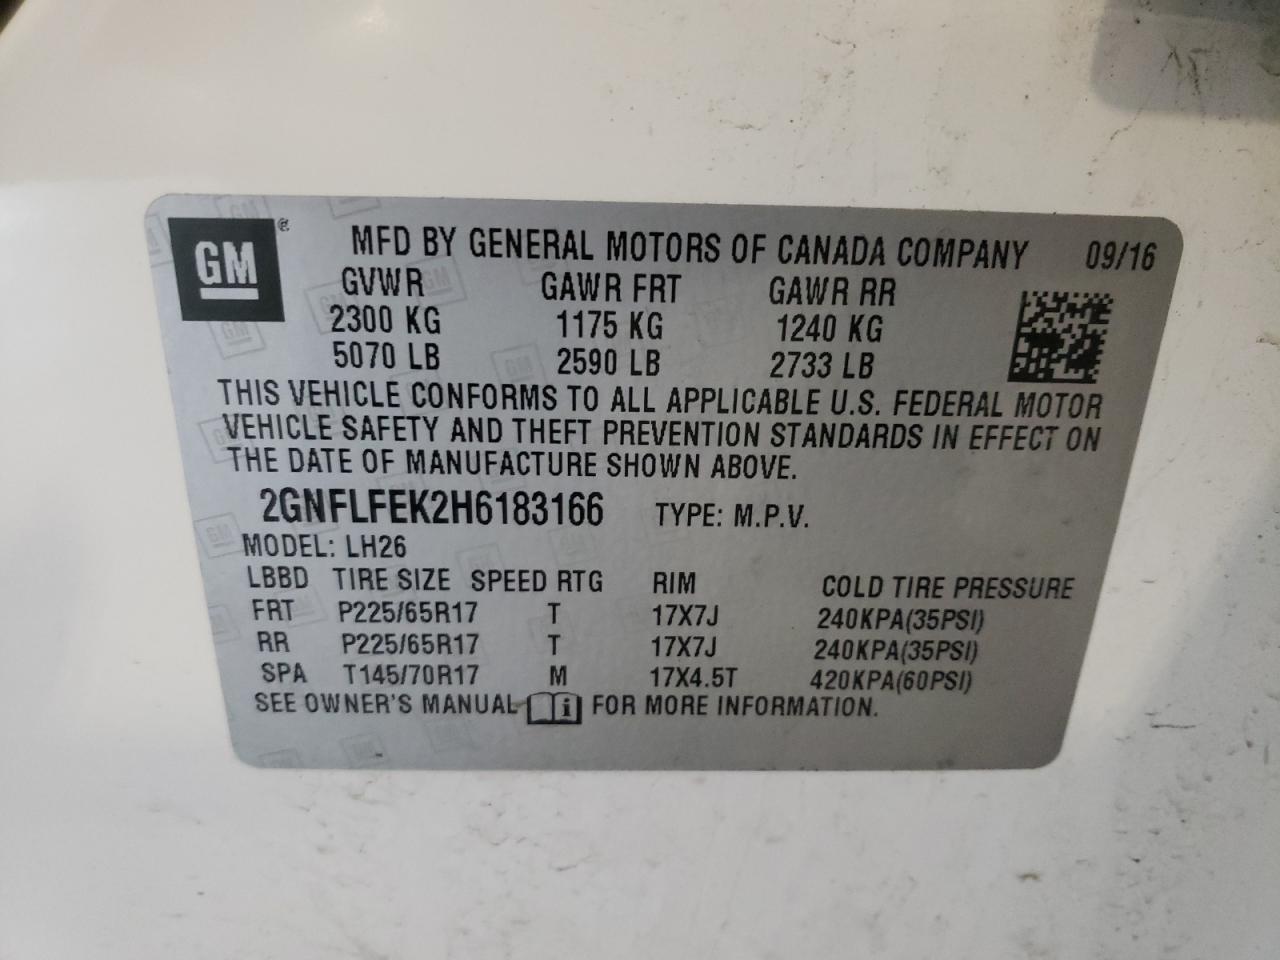 GM
MFD BY GENERAL MOTORS OF CANADA COMPANY 09/16
GVWR GAWR FRT GAWR RR
2300 KG 1175 KG 1240 KG
5070 LB 2590 LB 2733 LB
THIS VEHICLE CONFORMS TO ALL APPLICABLE U.S. FEDERAL MOTOR
VEHICLE SAFETY AND THEFT PREVENTION STANDARDS IN EFFECT ON
THE DATE OF MANUFACTURE SHOWN ABOVE.
2GNFLFEK2H6183166 TYPE: M.P.V.
MODEL: LH26
LBBD TIRE SIZE SPEED RTG RIM COLD TIRE PRESSURE
FRT P225/65R17 T 17X7J 240KPA(35PSI)
RR P225/65R17 T 17X7J 240KPA(35PSI)
SPA T145/70R17 M 17X4.5T 420KPA(60PSI)
SEE OWNER'S MANUAL i FOR MORE INFORMATION.